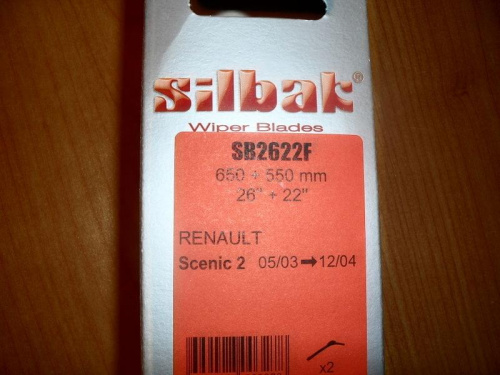 Silbak®
Wiper Blades
SB2622F
650 + 550 mm
26" + 22"
RENAULT
Scenic 2 05/03 ➞ 12/04
x2